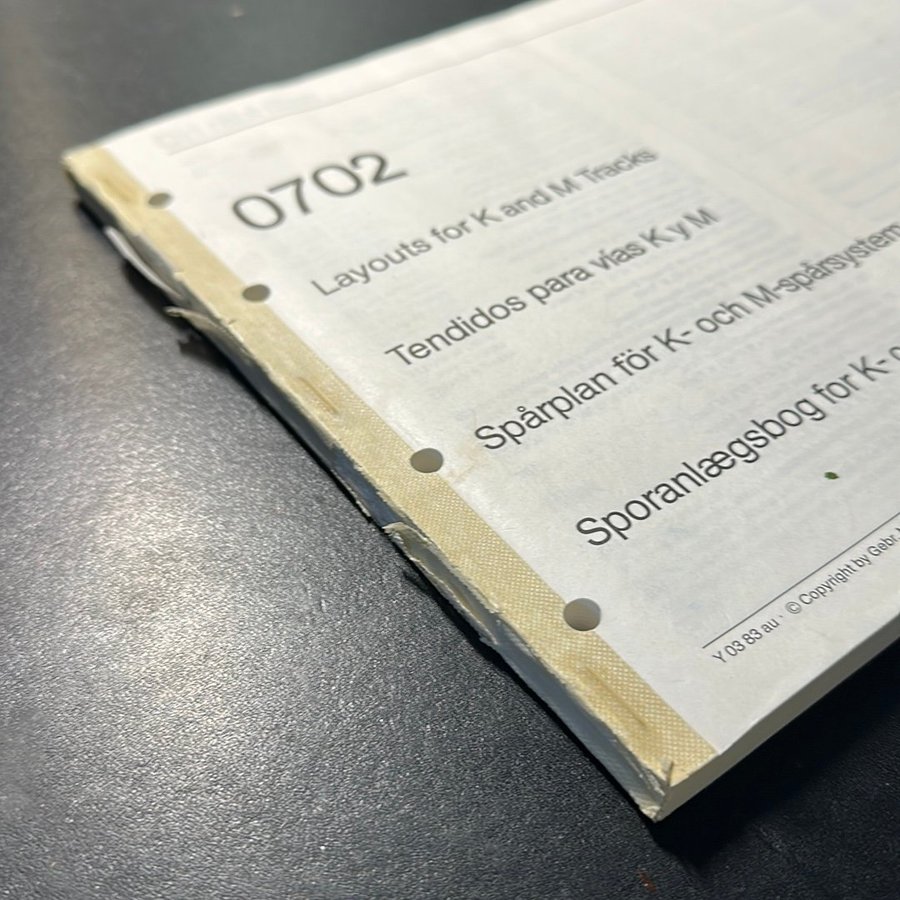 0702
Layouts for K and M Tracks
Tendidos para vías K y M
Spårplan för K- och M-spårsystem
Sporanlægsbog for K-
Y 03 83 au · © Copyright by Gebr.